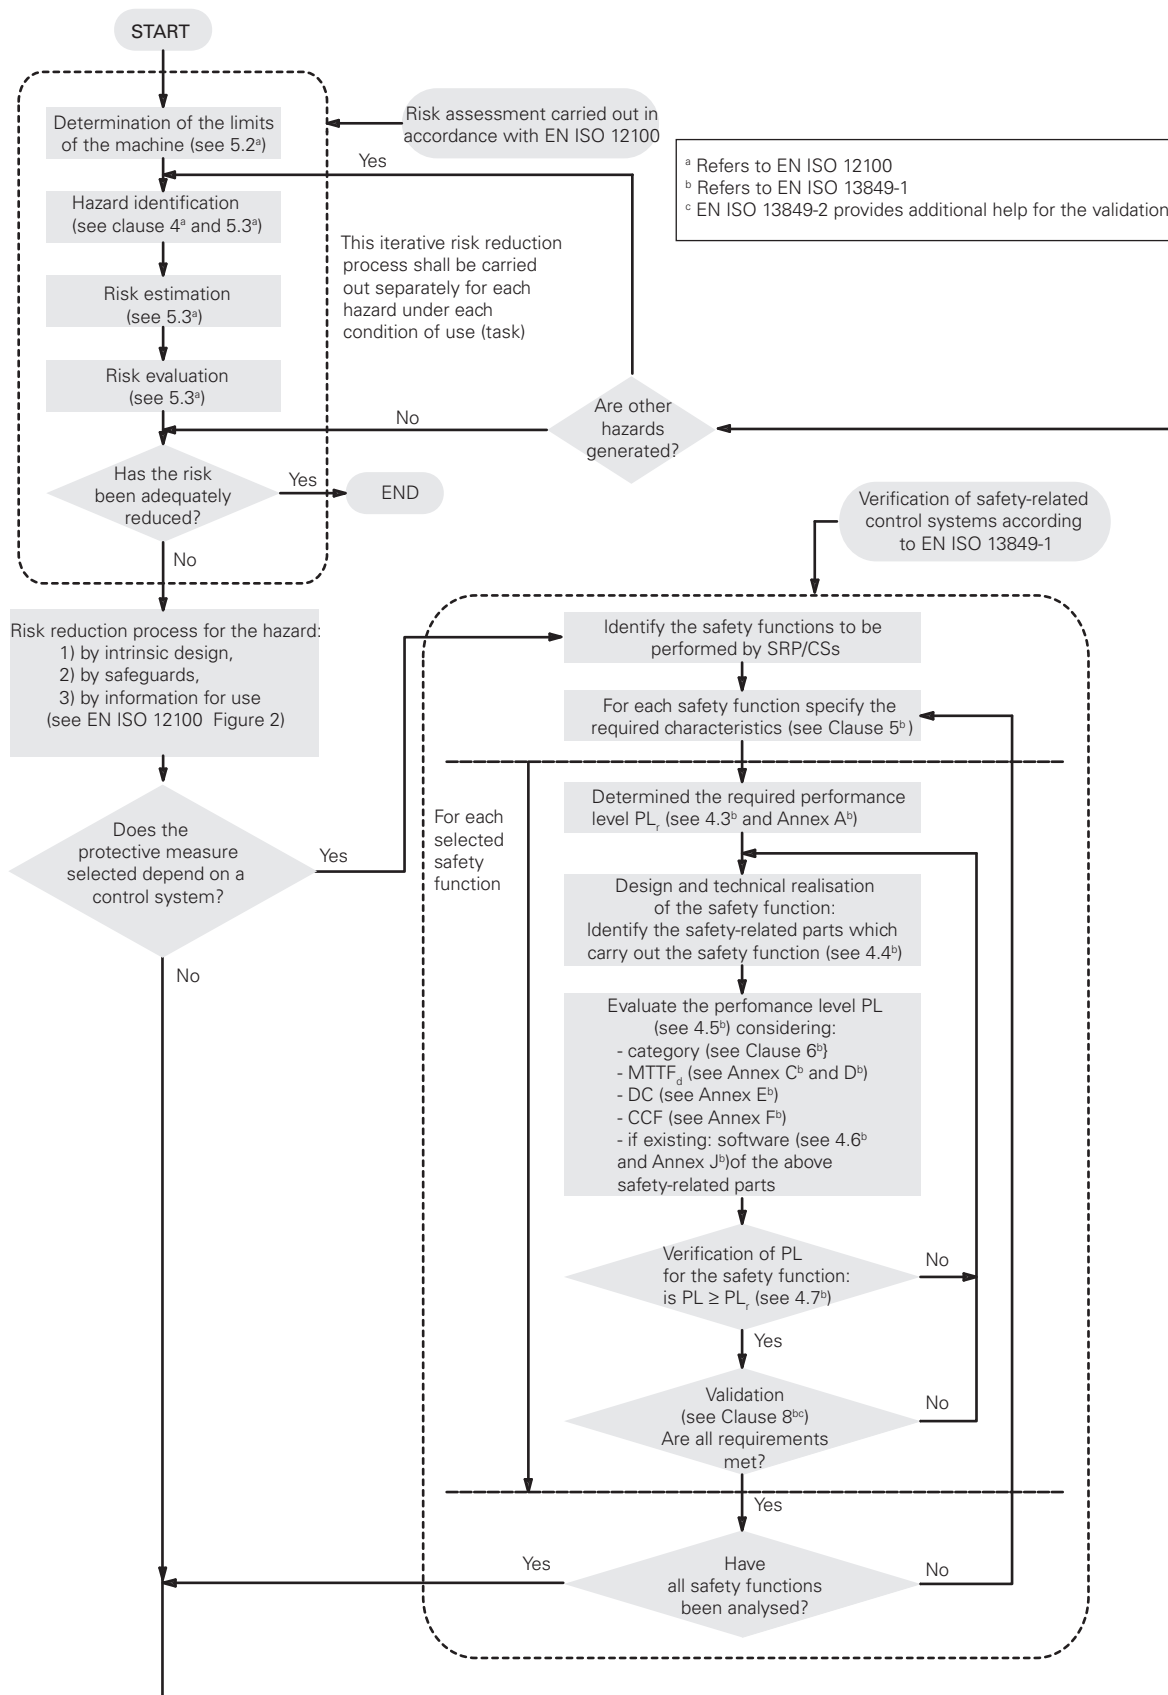 START
Determination of the limits
of the machine (see 5.2ᵃ)
Risk assessment carried out in
accordance with EN ISO 12100
Yes
ᵃ Refers to EN ISO 12100
ᵇ Refers to EN ISO 13849-1
ᶜ EN ISO 13849-2 provides additional help for the validation
Hazard identification
(see clause 4ᵃ and 5.3ᵃ)
This iterative risk reduction
process shall be carried
out separately for each
hazard under each
condition of use (task)
Risk estimation
(see 5.3ᵃ)
Risk evaluation
(see 5.3ᵃ)
No
Are other
hazards
generated?
Has the risk
been adequately
reduced?
Yes
END
No
Verification of safety-related
control systems according
to EN ISO 13849-1
Risk reduction process for the hazard:
1) by intrinsic design,
2) by safeguards,
3) by information for use
(see EN ISO 12100 Figure 2)
Identify the safety functions to be
performed by SRP/CSs
For each safety function specify the
required characteristics (see Clause 5ᵇ)
Does the
protective measure
selected depend on a
control system?
Yes
No
For each
selected
safety
function
Determined the required performance
level PLᵣ (see 4.3ᵇ and Annex Aᵇ)
Design and technical realisation
of the safety function:
Identify the safety-related parts which
carry out the safety function (see 4.4ᵇ)
Evaluate the perfomance level PL
(see 4.5ᵇ) considering:
- category (see Clause 6ᵇ}
- MTTF_d (see Annex Cᵇ and Dᵇ)
- DC (see Annex Eᵇ)
- CCF (see Annex Fᵇ)
- if existing: software (see 4.6ᵇ
and Annex Jᵇ)of the above
safety-related parts
Verification of PL
for the safety function:
is PL ≥ PLᵣ (see 4.7ᵇ)
No
Yes
Validation
(see Clause 8ᵇᶜ)
Are all requirements
met?
No
Yes
Have
all safety functions
been analysed?
Yes
No